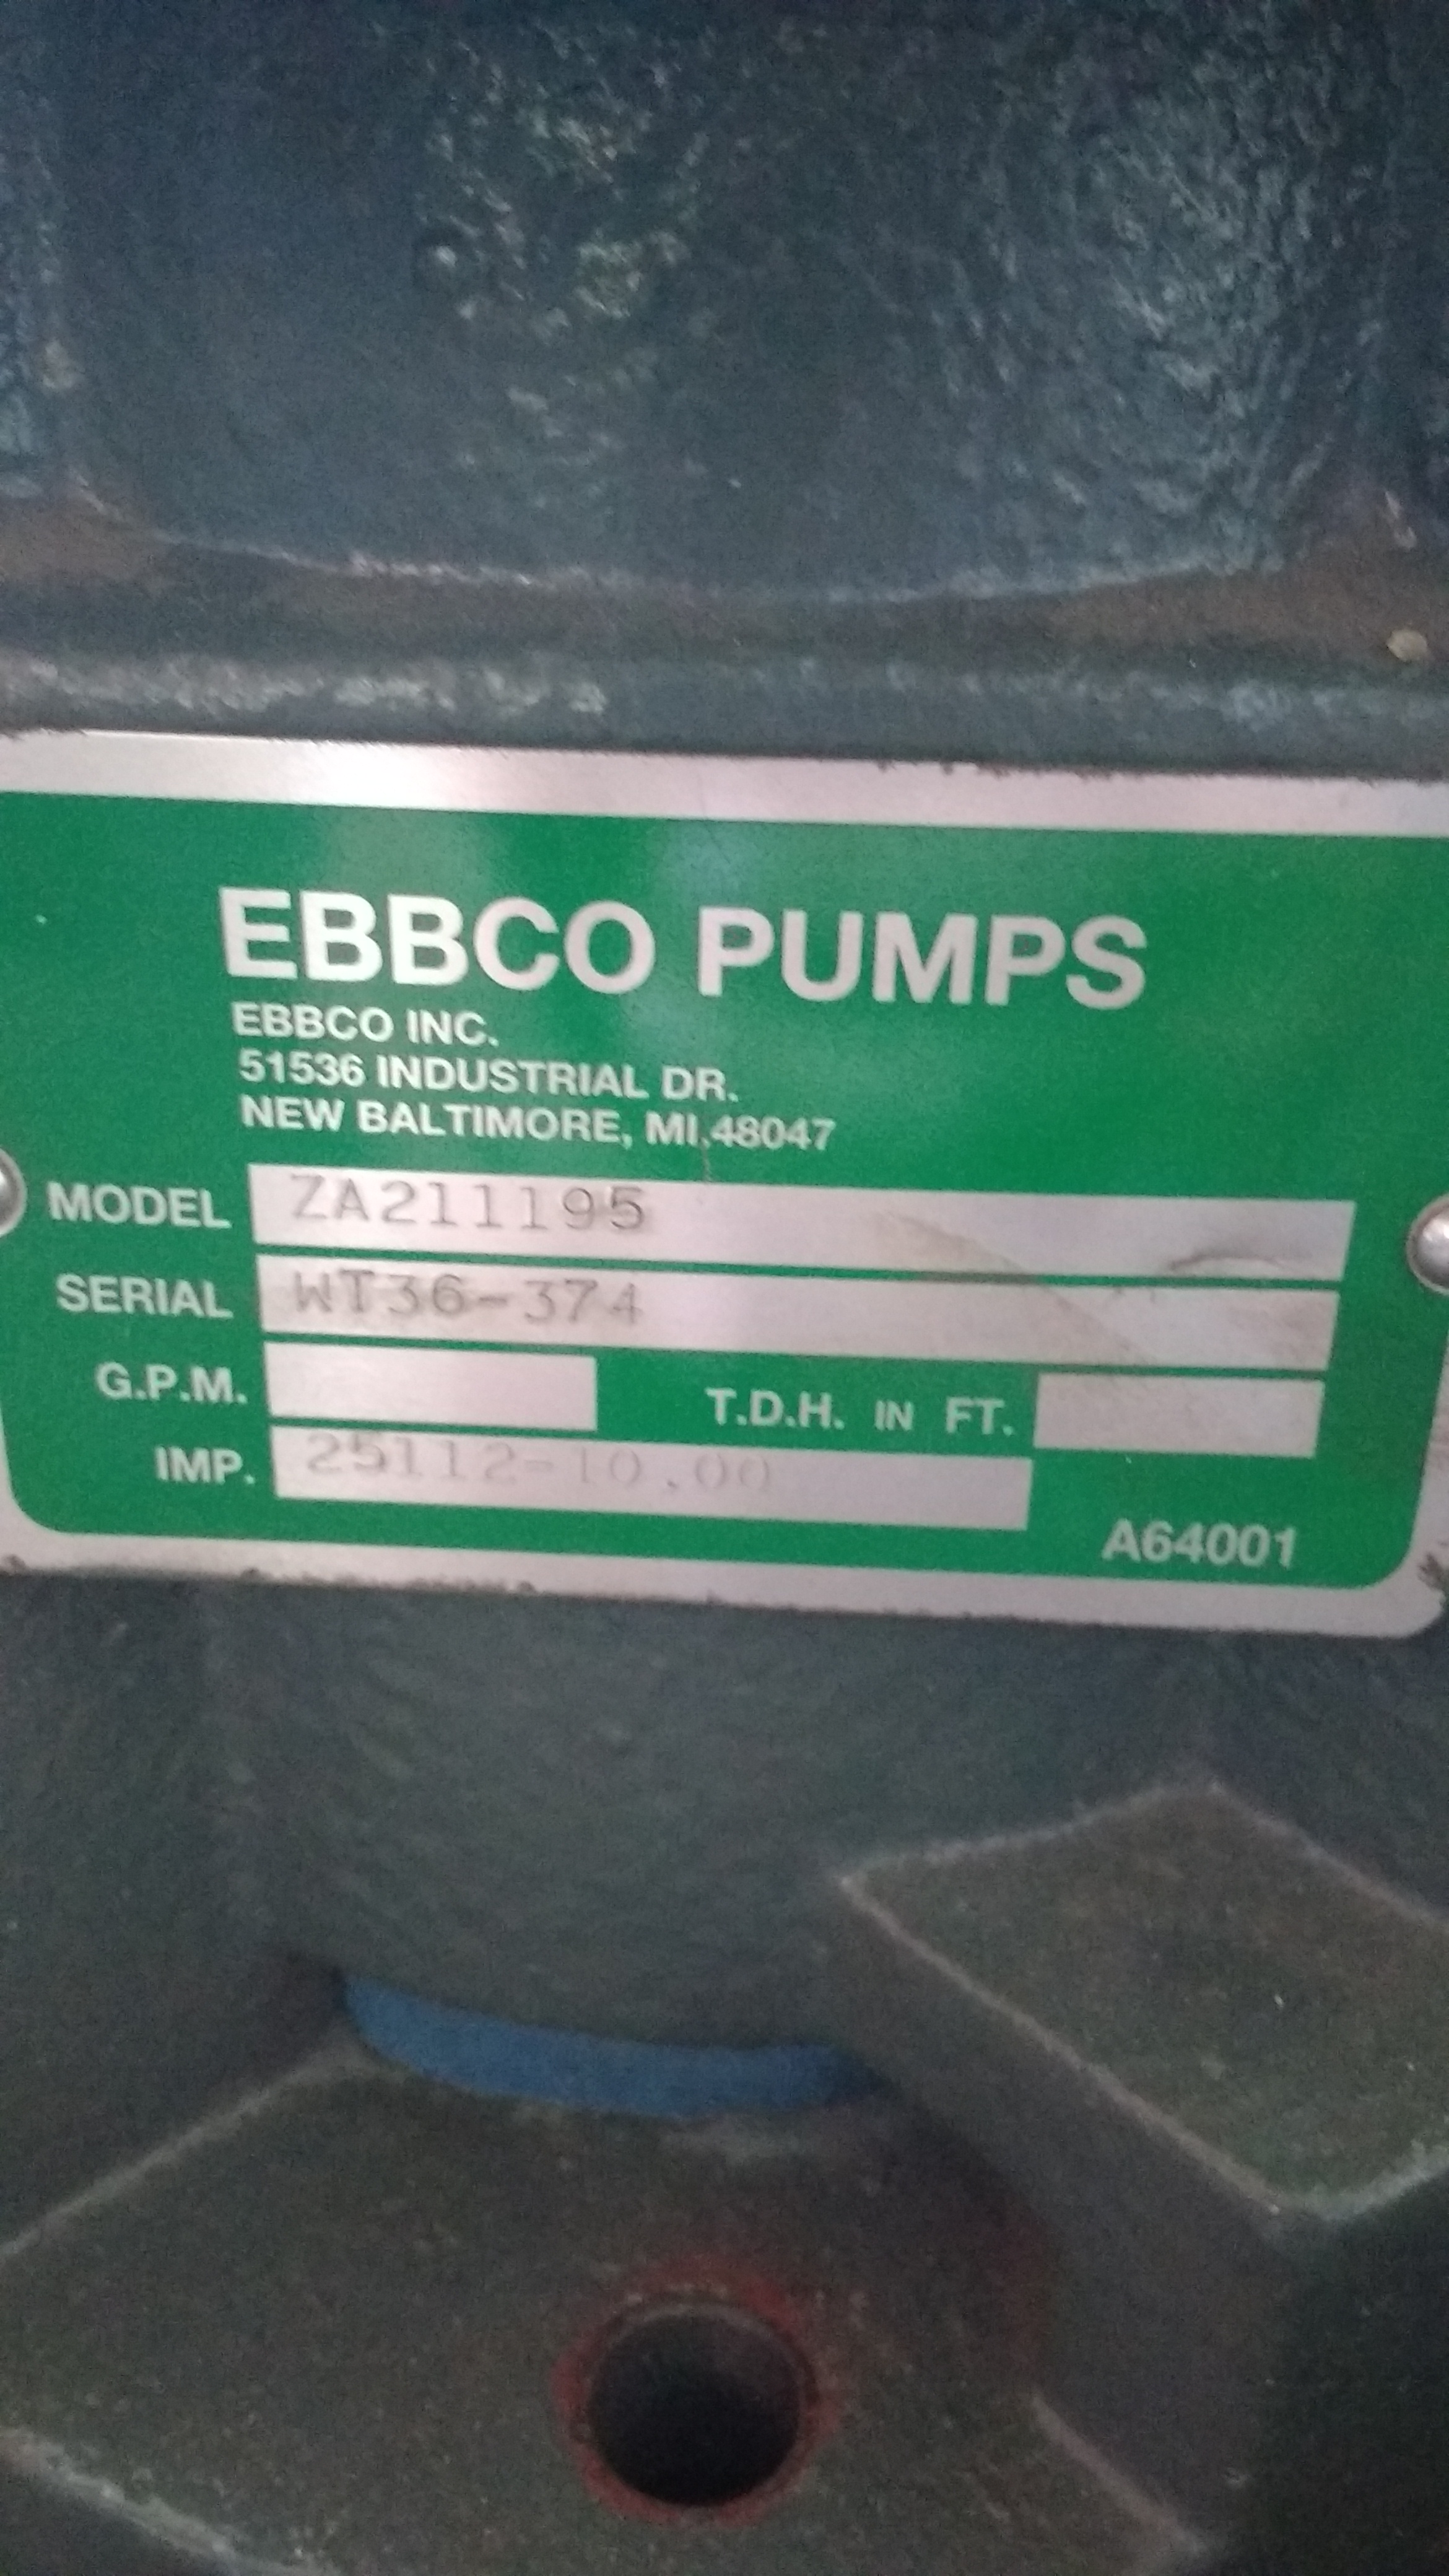 EBBCO PUMPS
EBBCO INC.
51536 INDUSTRIAL DR.
NEW BALTIMORE, MI. 48047
MODEL ZA211195
SERIAL WT36-374
G.P.M. T.D.H. IN FT.
IMP. 25112-10.00
A64001